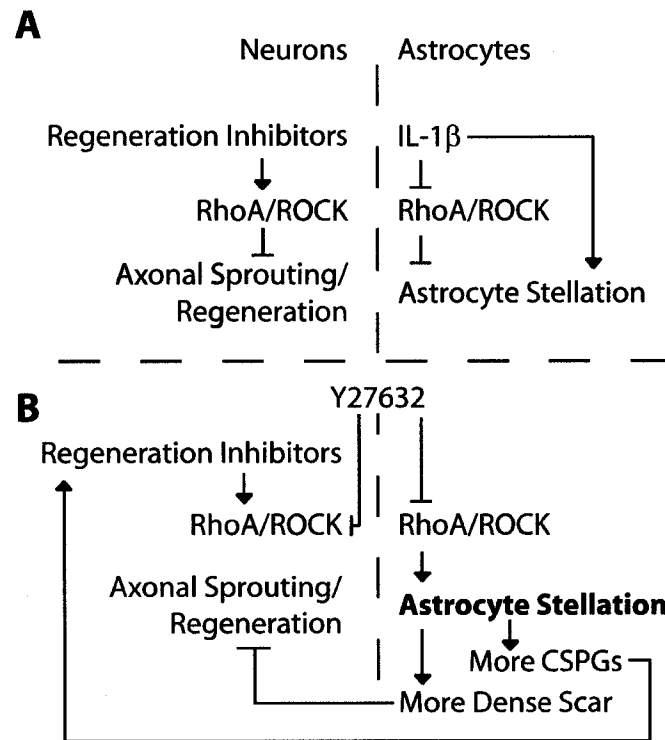 A
Neurons
Astrocytes
Regeneration Inhibitors
IL-1β
RhoA/ROCK
RhoA/ROCK
Axonal Sprouting/
Regeneration
Astrocyte Stellation
B
Y27632
Regeneration Inhibitors
RhoA/ROCK
RhoA/ROCK
Axonal Sprouting/
Regeneration
Astrocyte Stellation
More CSPGs
More Dense Scar